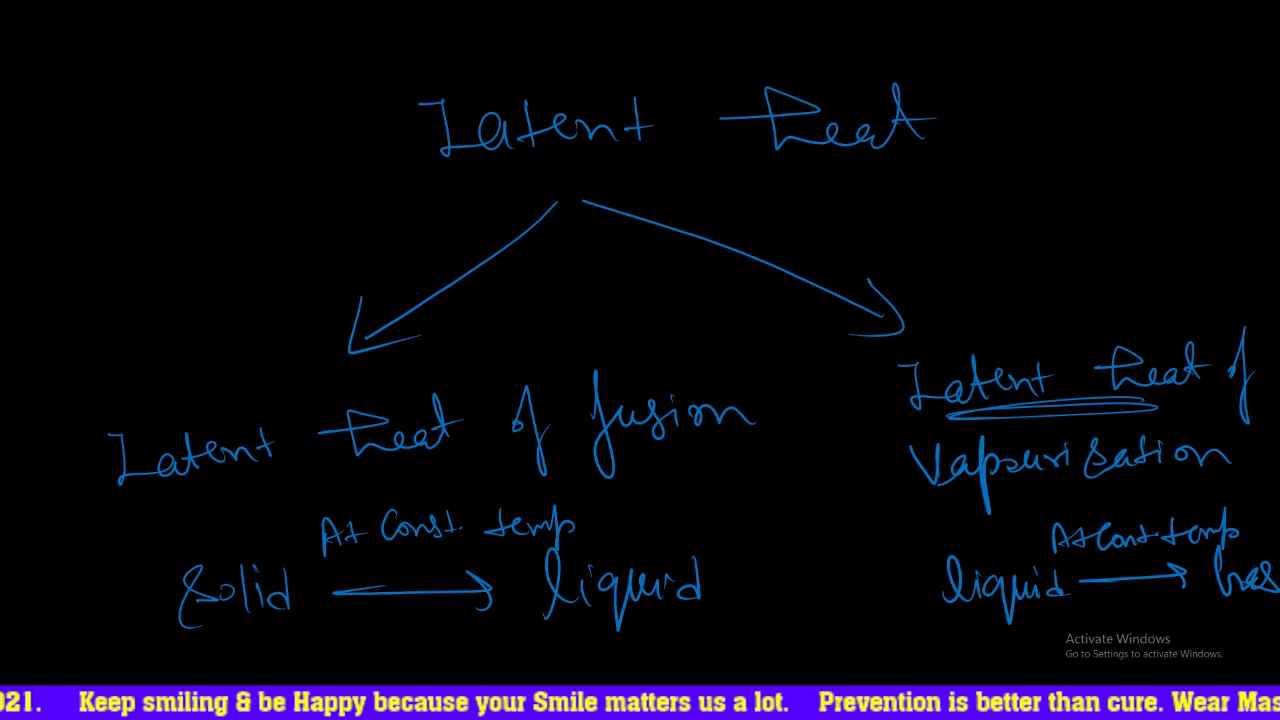 Latent Heat
Latent Heat of fusion
At Const. temp
Solid → liquid
Latent Heat of
Vapourisation
At Const. temp
liquid → Gas
Activate Windows
Go to Settings to activate Windows.
021. Keep smiling & be Happy because your Smile matters us a lot. Prevention is better than cure. Wear Mas